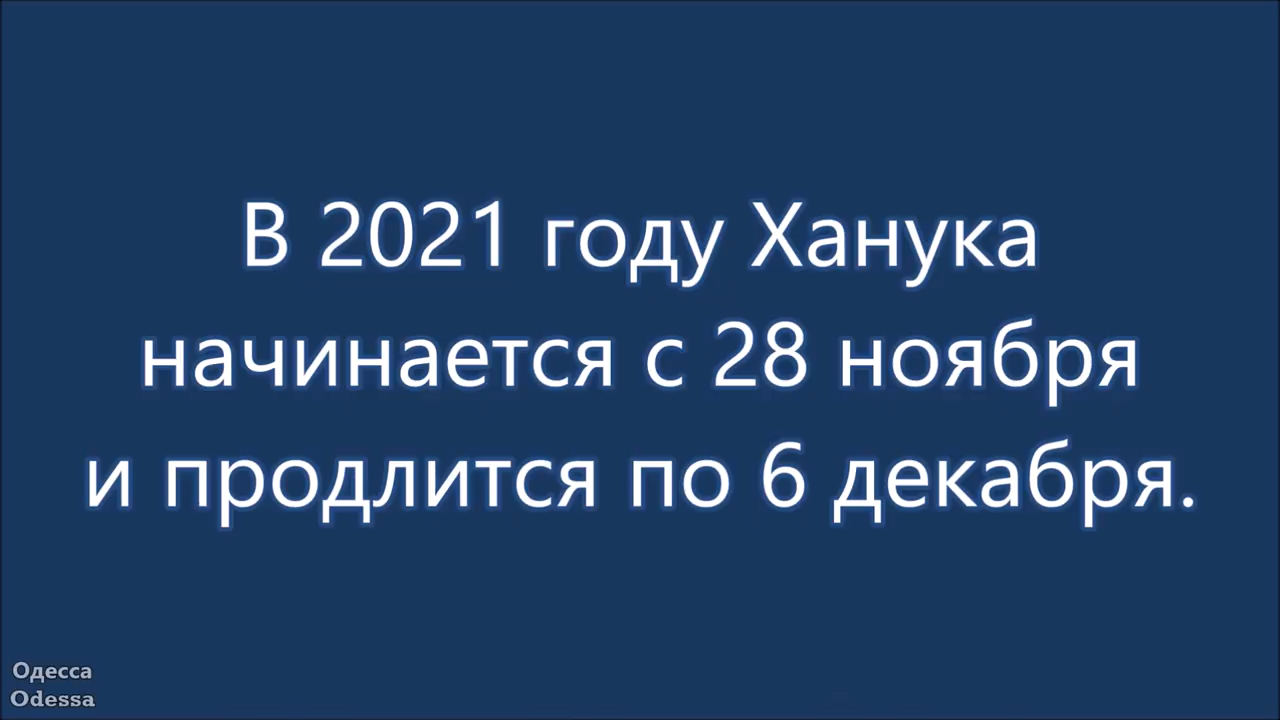 В 2021 году Ханука
начинается с 28 ноября
и продлится по 6 декабря.
Одесса
Odessa